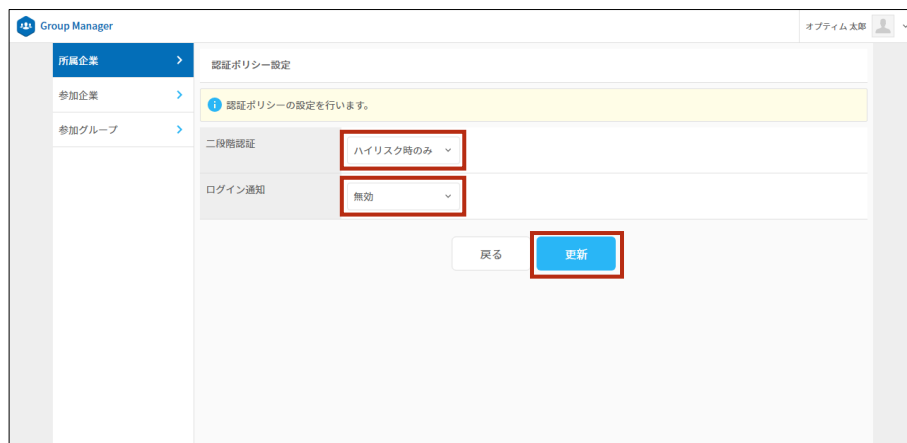 Group Manager
オプティム 太郎
所属企業
参加企業
参加グループ
認証ポリシー設定
認証ポリシーの設定を行います。
二段階認証
ハイリスク時のみ
ログイン通知
無効
戻る
更新